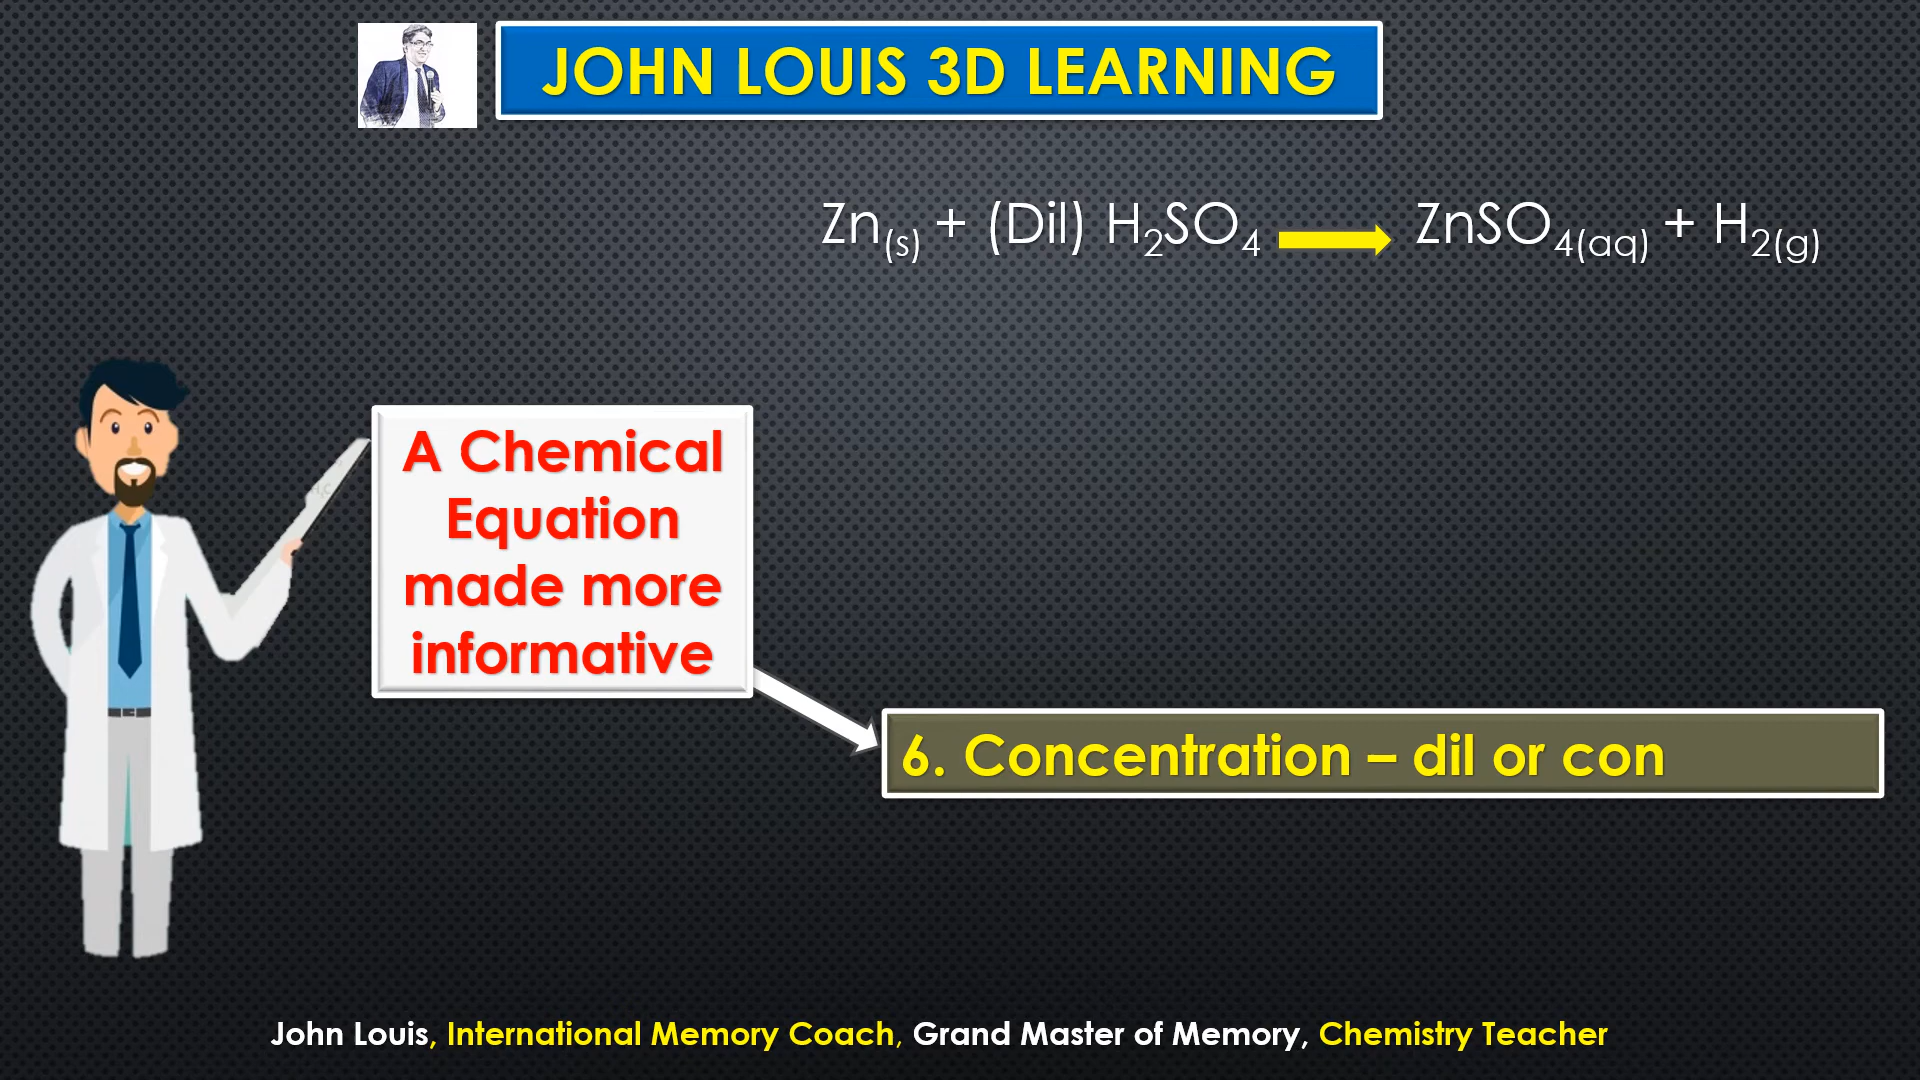 JOHN LOUIS 3D LEARNING
Zn(s) + (Dil) H2SO4 ZnSO4(aq) + H2(g)
A Chemical
Equation
made more
informative
6. Concentration – dil or con
John Louis, International Memory Coach, Grand Master of Memory, Chemistry Teacher